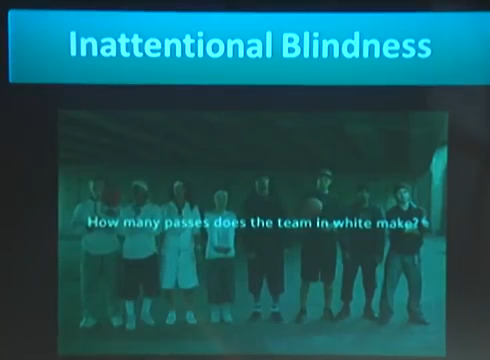 Inattentional Blindness
How many passes does the team in white make?